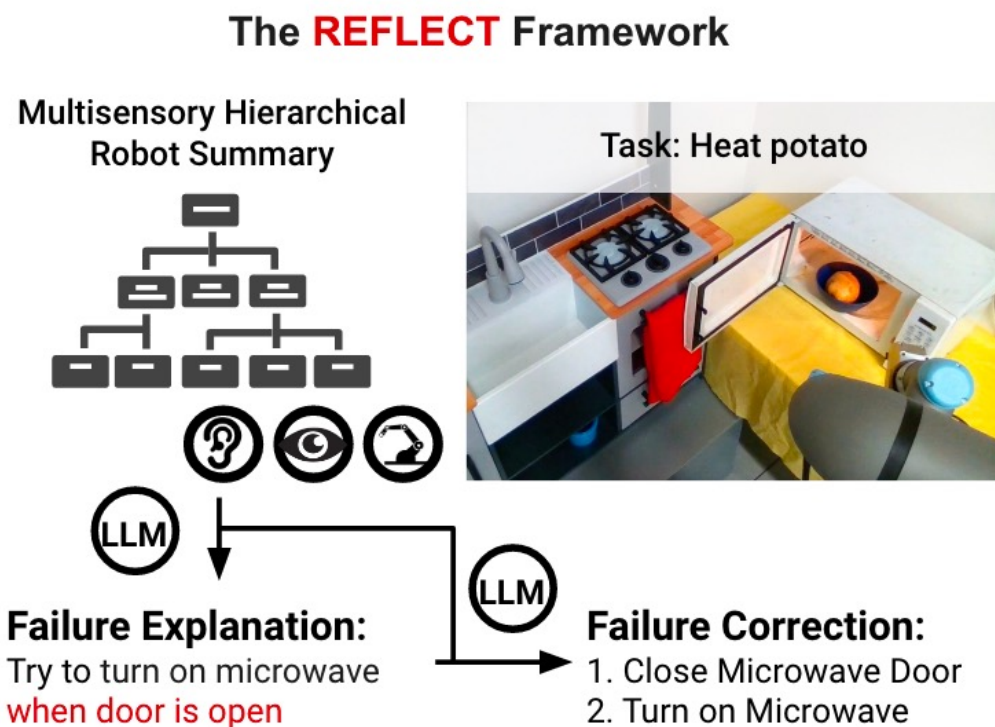 The REFLECT Framework
Multisensory Hierarchical
Robot Summary
Task: Heat potato
LLM
LLM
Failure Explanation:
Try to turn on microwave
when door is open
Failure Correction:
1. Close Microwave Door
2. Turn on Microwave